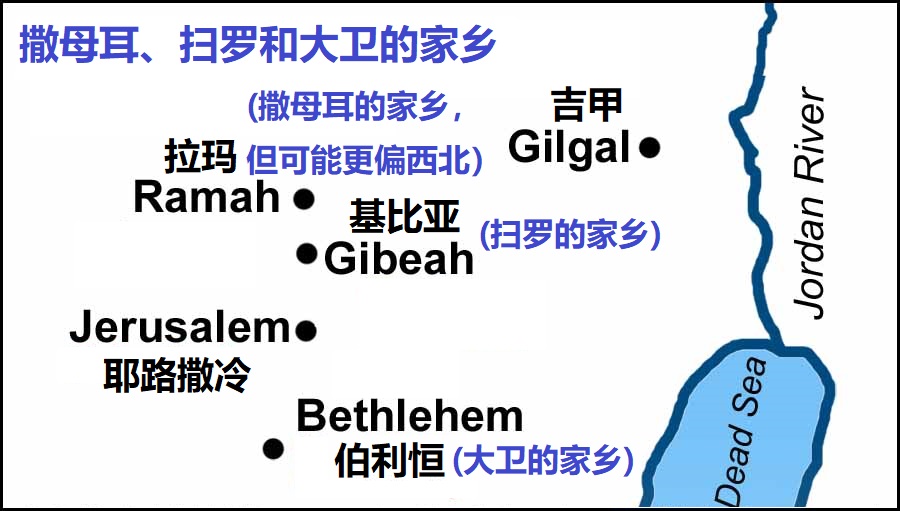 撒母耳、扫罗和大卫的家乡
(撒母耳的家乡,
但可能更偏西北)
拉玛
Ramah
吉甲
Gilgal
基比亚
Gibeah
(扫罗的家乡)
Jerusalem
耶路撒冷
Bethlehem
伯利恒 (大卫的家乡)
Jordan River
Dead Sea